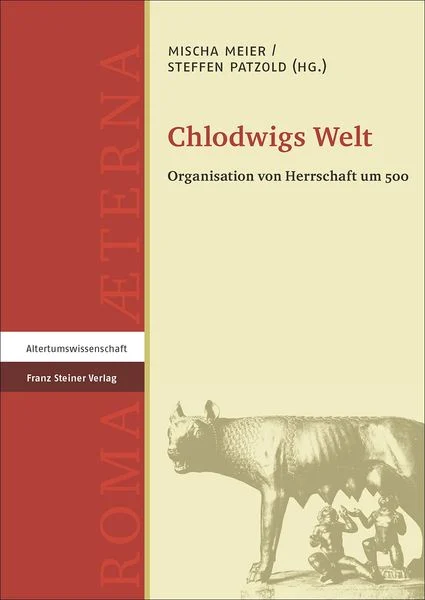 MISCHA MEIER /
STEFFEN PATZOLD (HG.)
Chlodwigs Welt
Organisation von Herrschaft um 500
ROMA ÆTERNA
Altertumswissenschaft
Franz Steiner Verlag